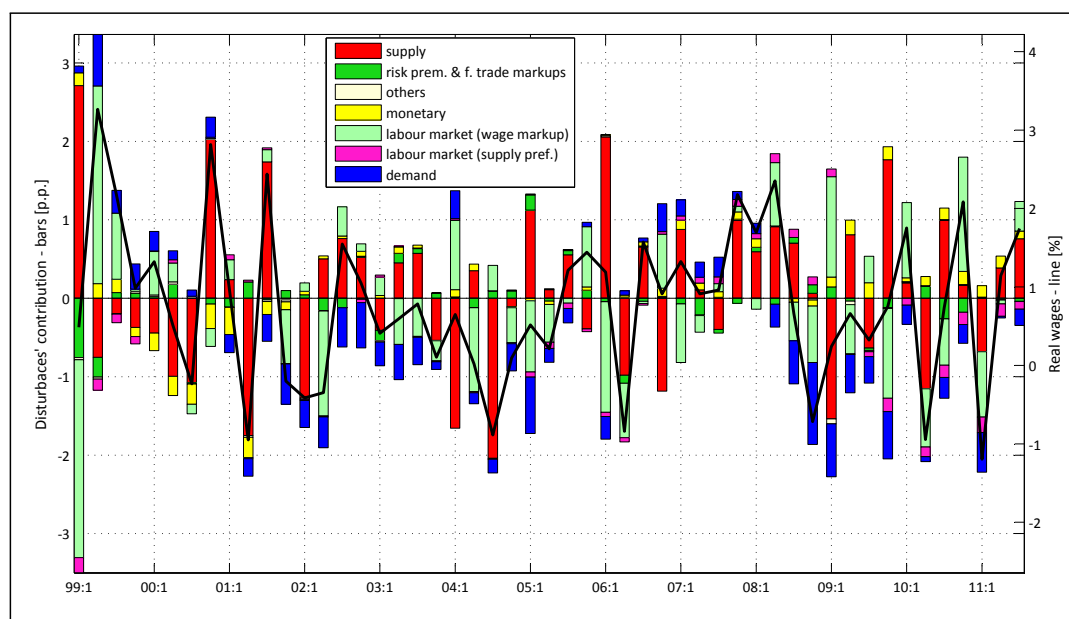 supply
risk prem. & f. trade markups
others
monetary
labour market (wage markup)
labour market (supply pref.)
demand
Disturbaces' contribution - bars [p.p.]
3
2
1
0
-1
-2
-3
Real wages - line [%]
4
3
2
1
0
-1
-2
99:1 00:1 01:1 02:1 03:1 04:1 05:1 06:1 07:1 08:1 09:1 10:1 11:1